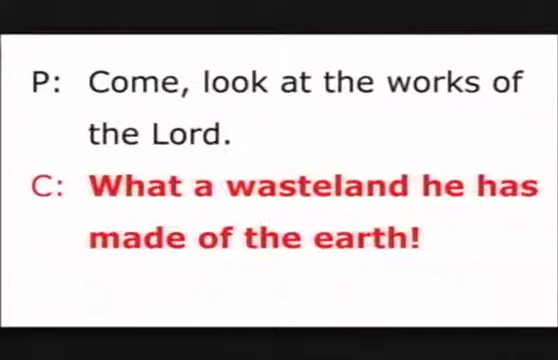 P: Come, look at the works of
the Lord.
C: What a wasteland he has
made of the earth!